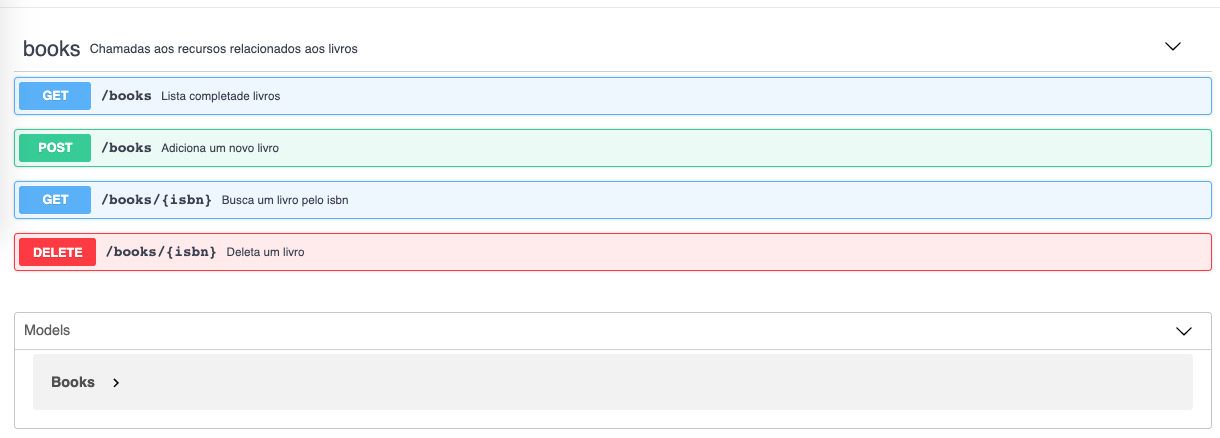 books Chamadas aos recursos relacionados aos livros
GET /books Lista completade livros
POST /books Adiciona um novo livro
GET /books/{isbn} Busca um livro pelo isbn
DELETE /books/{isbn} Deleta um livro
Models
Books